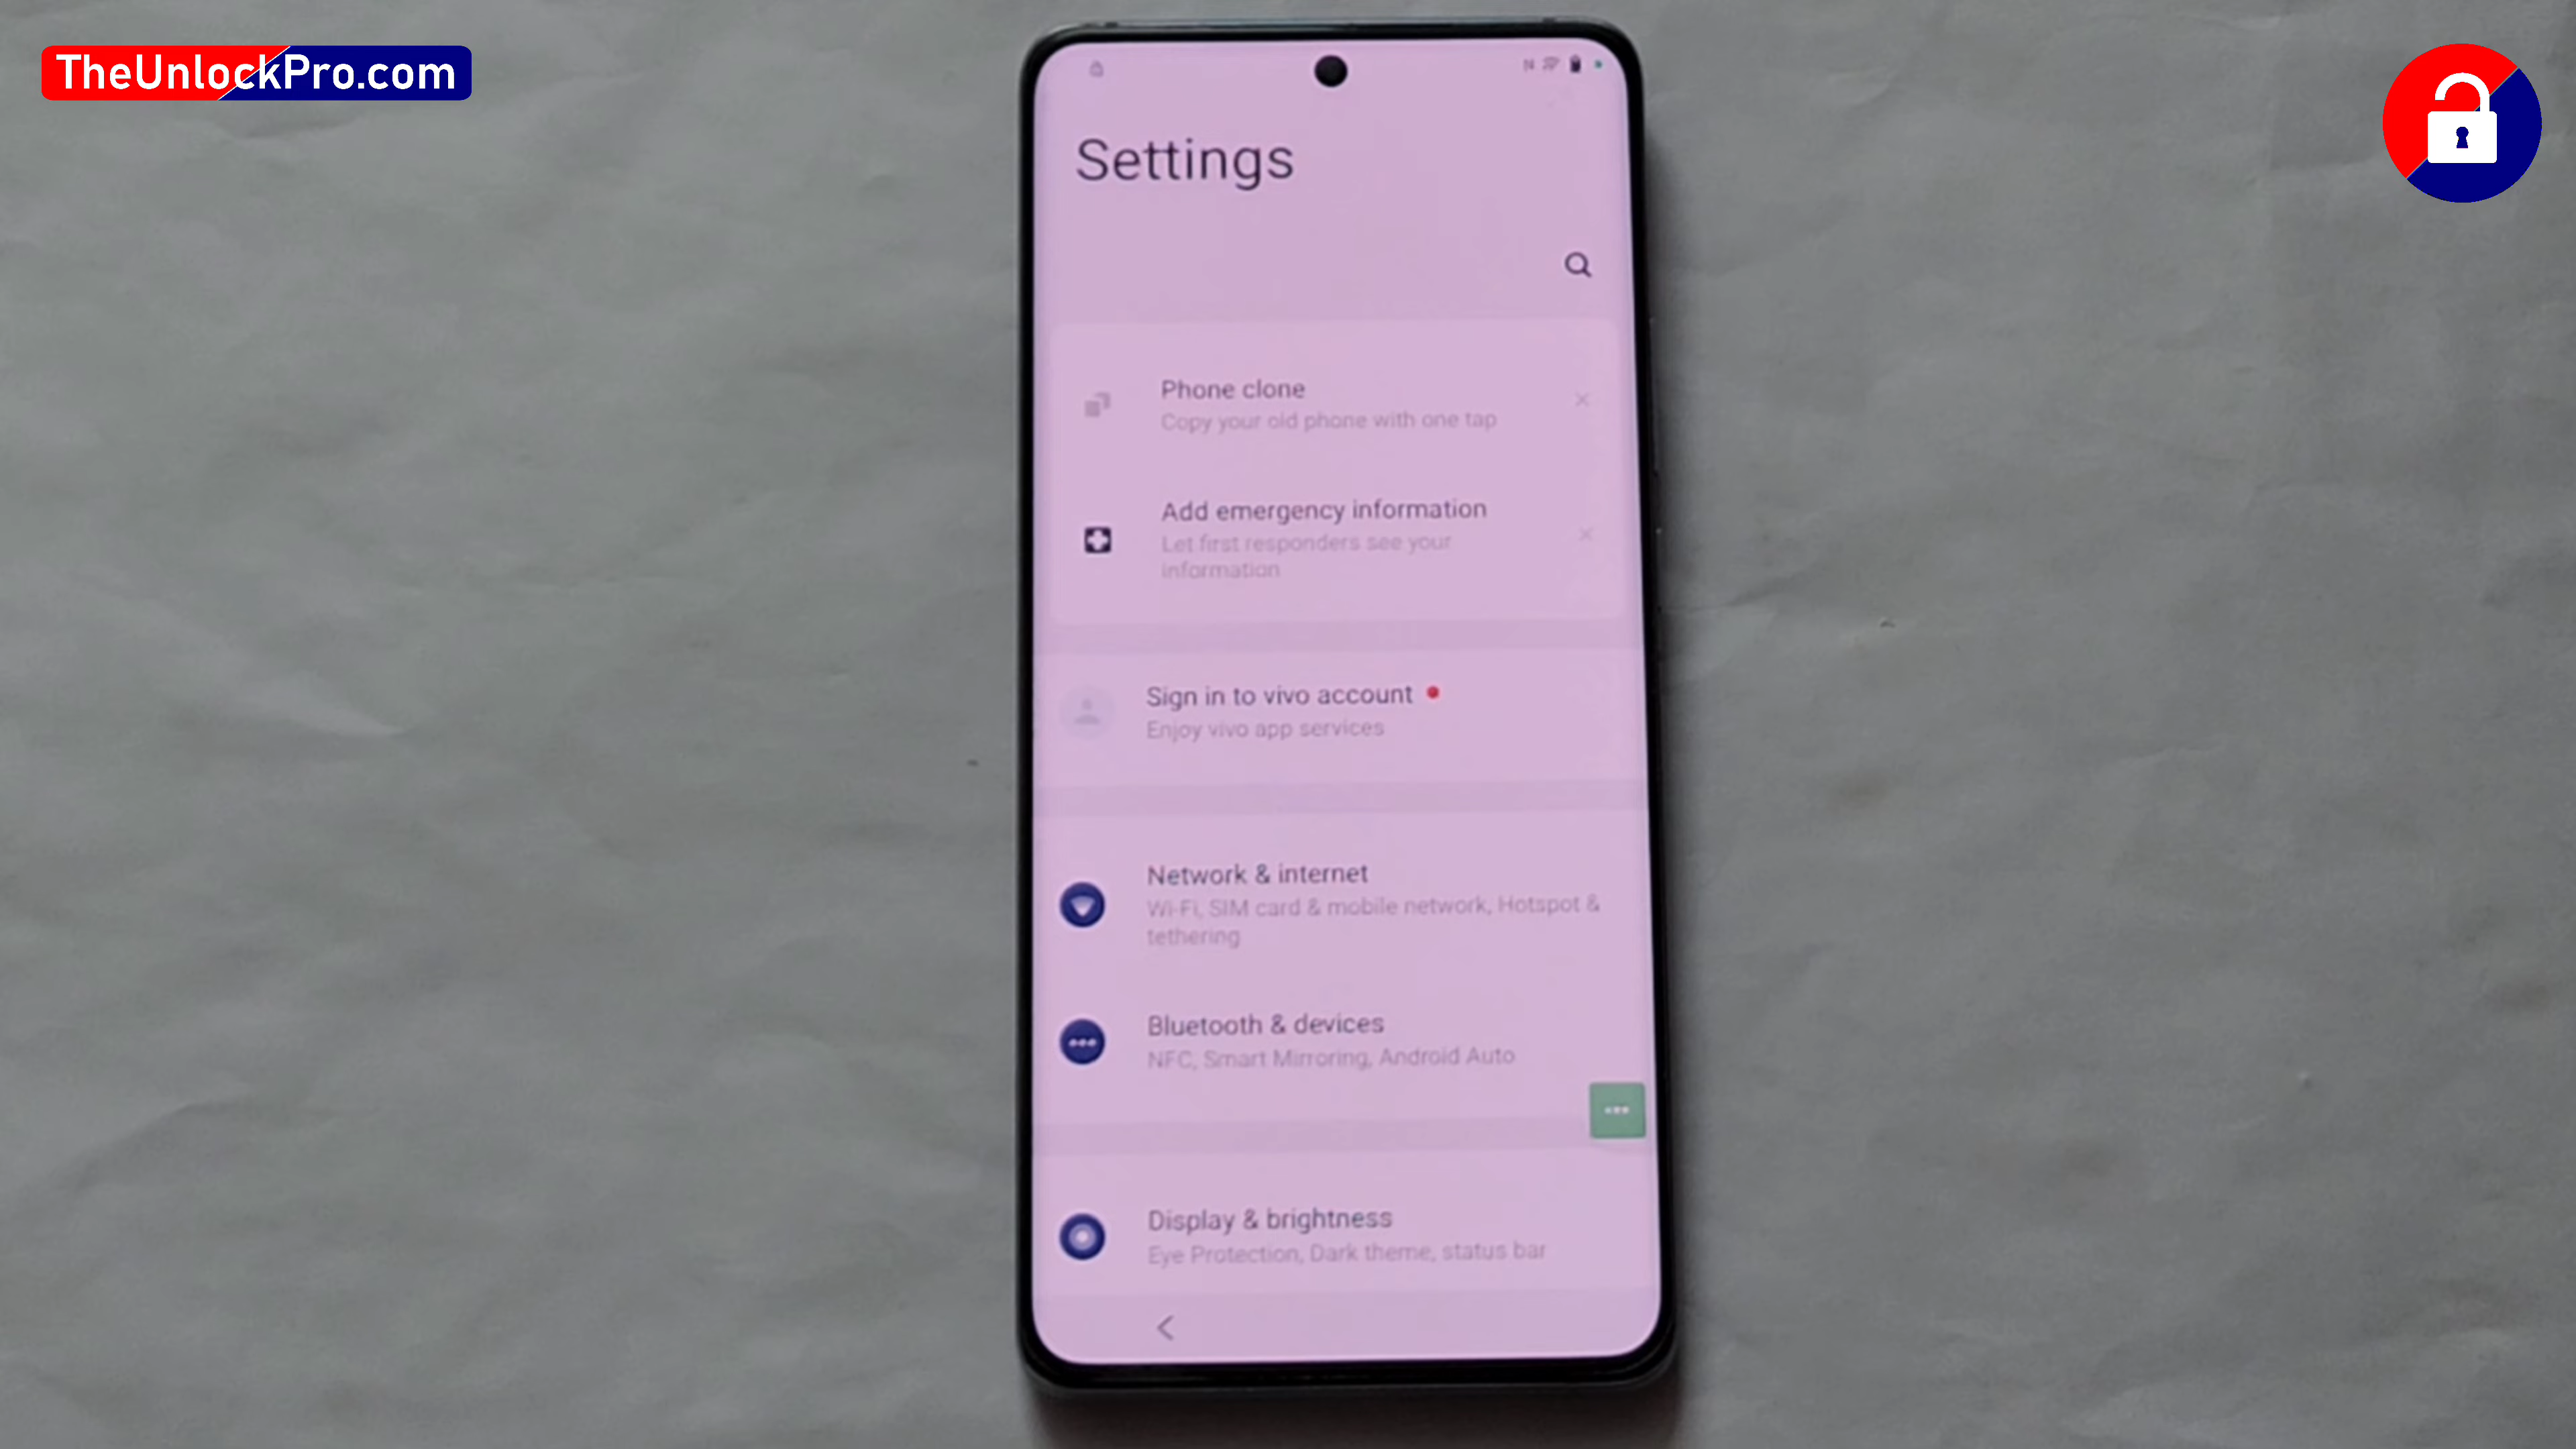 TheUnlockPro.com
Settings
Phone clone
Copy your old phone with one tap
Add emergency information
Let first responders see your
information
Sign in to vivo account
Enjoy vivo app services
Network & internet
Wi-Fi, SIM card & mobile network, Hotspot &
tethering
Bluetooth & devices
NFC, Smart Mirroring, Android Auto
Display & brightness
Eye Protection, Dark theme, status bar